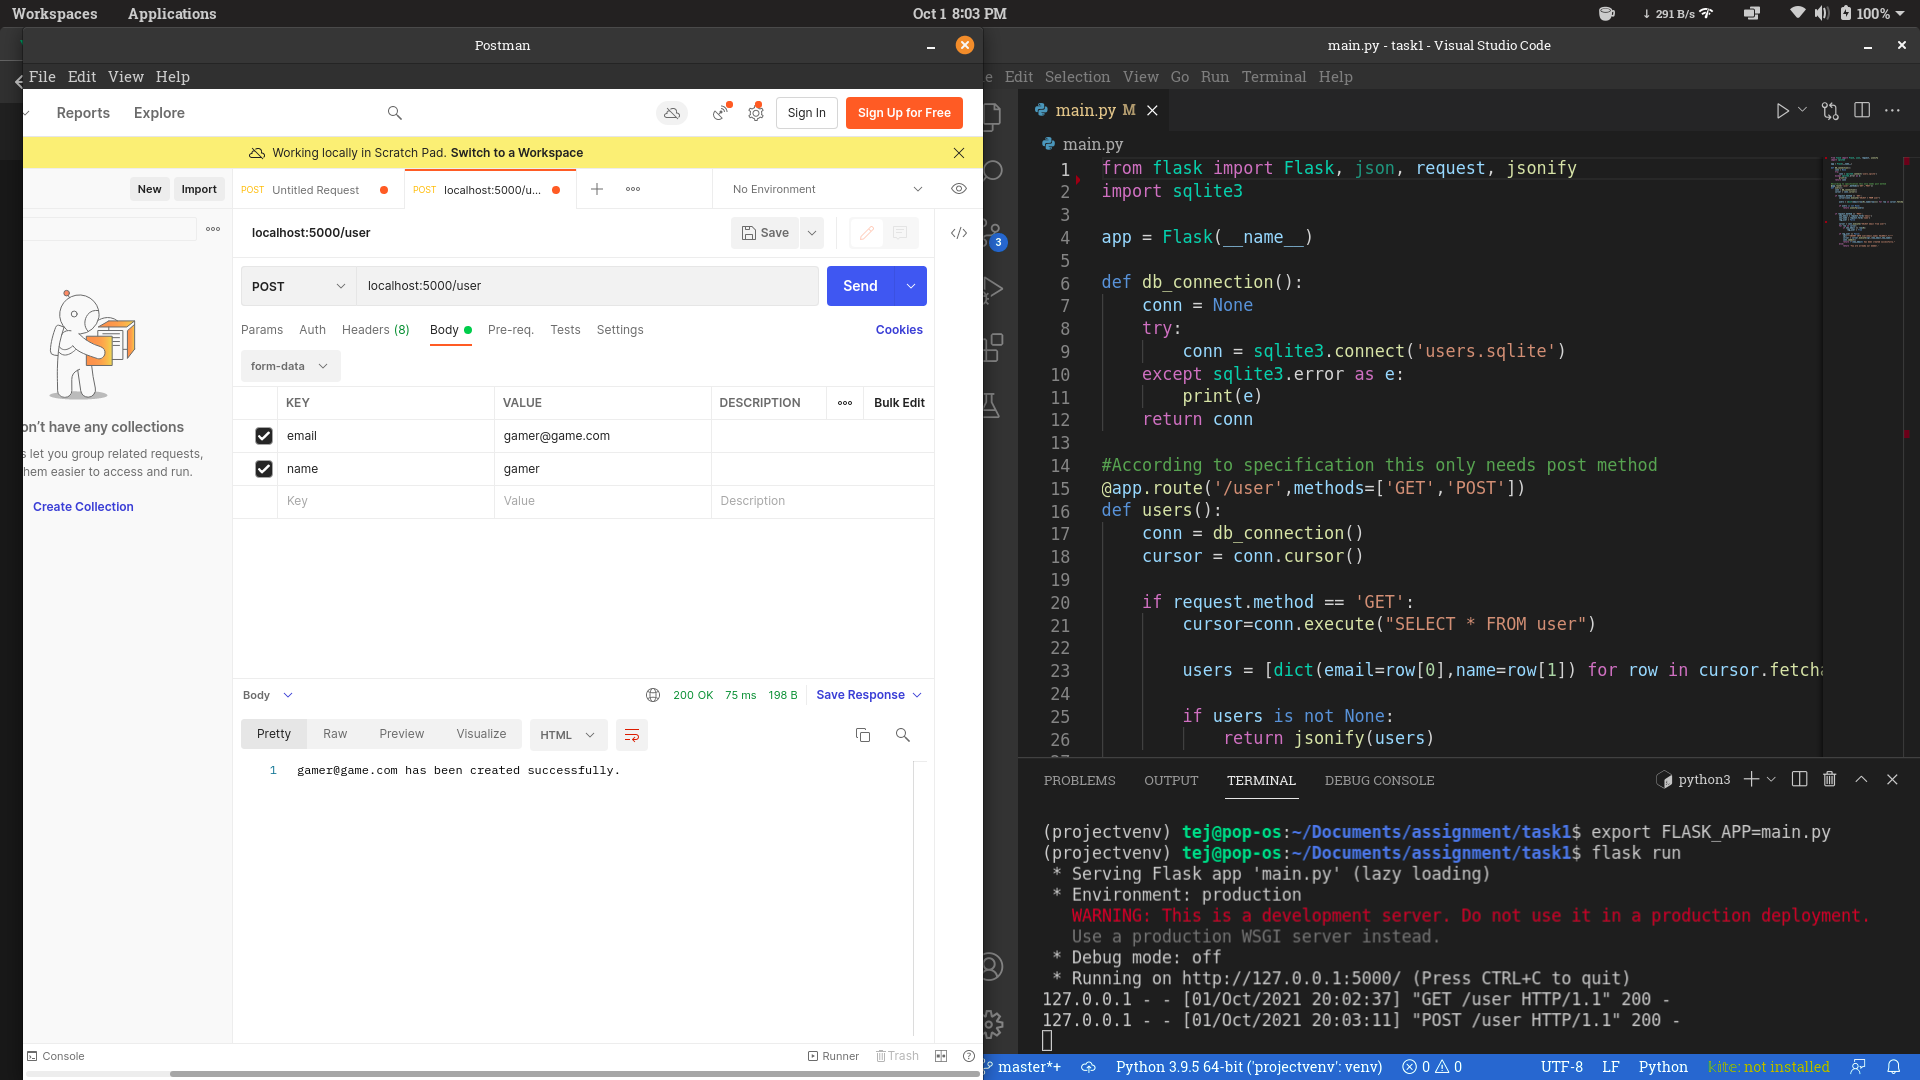 Workspaces Applications Oct 1 8:03 PM ↓ 291 B/s 100%
Postman
File Edit View Help
Reports Explore Sign In Sign Up for Free
Working locally in Scratch Pad. Switch to a Workspace
New Import
POST Untitled Request POST localhost:5000/u... + ooo No Environment
localhost:5000/user Save </>
POST localhost:5000/user Send
Params Auth Headers (8) Body Pre-req. Tests Settings Cookies
form-data
KEY VALUE DESCRIPTION ooo Bulk Edit
email gamer@game.com
name gamer
Key Value Description
on't have any collections
s let you group related requests,
hem easier to access and run.
Create Collection
Body 200 OK 75 ms 198 B Save Response
Pretty Raw Preview Visualize HTML
1 gamer@game.com has been created successfully.
Console Runner Trash
main.py - task1 - Visual Studio Code
e Edit Selection View Go Run Terminal Help
main.py M
main.py
3
1 from flask import Flask, json, request, jsonify
2 import sqlite3
3
4 app = Flask(__name__)
5
6 def db_connection():
7 conn = None
8 try:
9 conn = sqlite3.connect('users.sqlite')
10 except sqlite3.error as e:
11 print(e)
12 return conn
13
14 #According to specification this only needs post method
15 @app.route('/user',methods=['GET','POST'])
16 def users():
17 conn = db_connection()
18 cursor = conn.cursor()
19
20 if request.method == 'GET':
21 cursor=conn.execute("SELECT * FROM user")
22
23 users = [dict(email=row[0],name=row[1]) for row in cursor.fetcha
24
25 if users is not None:
26 return jsonify(users)
PROBLEMS OUTPUT TERMINAL DEBUG CONSOLE python3
(projectvenv) tej@pop-os:~/Documents/assignment/task1$ export FLASK_APP=main.py
(projectvenv) tej@pop-os:~/Documents/assignment/task1$ flask run
* Serving Flask app 'main.py' (lazy loading)
* Environment: production
WARNING: This is a development server. Do not use it in a production deployment.
Use a production WSGI server instead.
* Debug mode: off
* Running on http://127.0.0.1:5000/ (Press CTRL+C to quit)
127.0.0.1 - - [01/Oct/2021 20:02:37] "GET /user HTTP/1.1" 200 -
127.0.0.1 - - [01/Oct/2021 20:03:11] "POST /user HTTP/1.1" 200 -
master*+ Python 3.9.5 64-bit ('projectvenv': venv) 0 0 UTF-8 LF Python kite: not installed